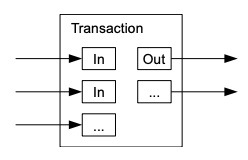 Transaction
In Out
In ...
...